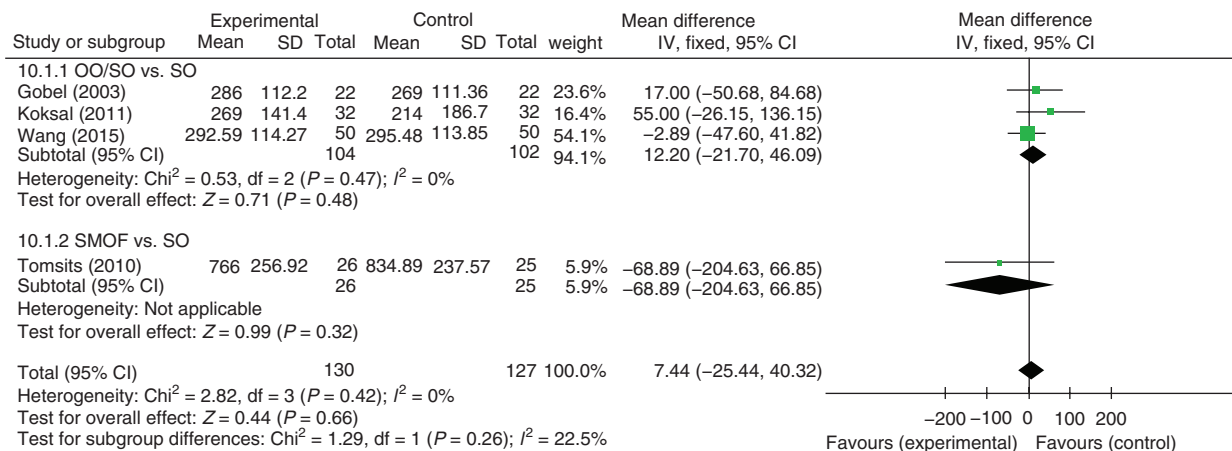 Experimental Control Mean difference Mean difference
Study or subgroup Mean SD Total Mean SD Total weight IV, fixed, 95% CI IV, fixed, 95% CI
10.1.1 OO/SO vs. SO
Gobel (2003) 286 112.2 22 269 111.36 22 23.6% 17.00 (−50.68, 84.68)
Koksal (2011) 269 141.4 32 214 186.7 32 16.4% 55.00 (−26.15, 136.15)
Wang (2015) 292.59 114.27 50 295.48 113.85 50 54.1% −2.89 (−47.60, 41.82)
Subtotal (95% CI) 104 102 94.1% 12.20 (−21.70, 46.09)
Heterogeneity: Chi² = 0.53, df = 2 (P = 0.47); I² = 0%
Test for overall effect: Z = 0.71 (P = 0.48)
10.1.2 SMOF vs. SO
Tomsits (2010) 766 256.92 26 834.89 237.57 25 5.9% −68.89 (−204.63, 66.85)
Subtotal (95% CI) 26 25 5.9% −68.89 (−204.63, 66.85)
Heterogeneity: Not applicable
Test for overall effect: Z = 0.99 (P = 0.32)
Total (95% CI) 130 127 100.0% 7.44 (−25.44, 40.32)
Heterogeneity: Chi² = 2.82, df = 3 (P = 0.42); I² = 0%
Test for overall effect: Z = 0.44 (P = 0.66)
Test for subgroup differences: Chi² = 1.29, df = 1 (P = 0.26); I² = 22.5%
−200 −100 0 100 200
Favours (experimental) Favours (control)